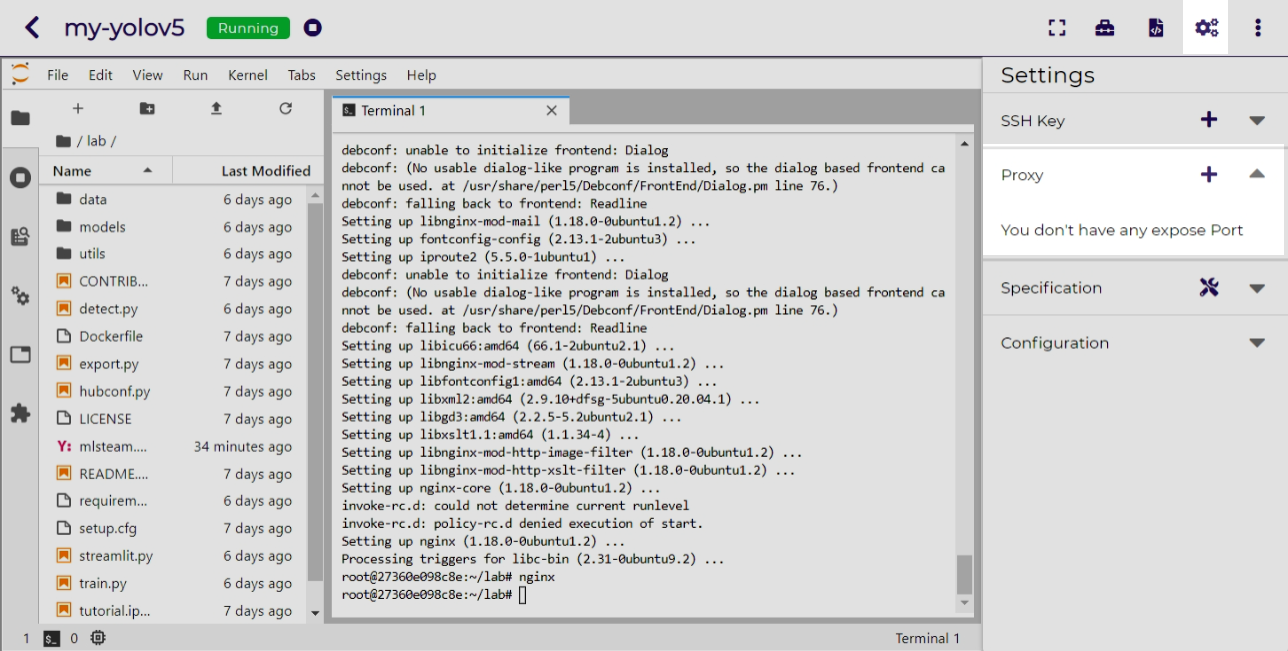 my-yolov5 Running
File Edit View Run Kernel Tabs Settings Help
/ lab /
Name Last Modified
data 6 days ago
models 6 days ago
utils 6 days ago
CONTRIB... 7 days ago
detect.py 6 days ago
Dockerfile 7 days ago
export.py 7 days ago
hubconf.py 7 days ago
LICENSE 7 days ago
Y: mlsteam.... 34 minutes ago
README.... 7 days ago
requirem... 6 days ago
setup.cfg 7 days ago
streamlit.py 6 days ago
train.py 6 days ago
tutorial.ip... 7 days ago
Terminal 1
debconf: unable to initialize frontend: Dialog
debconf: (No usable dialog-like program is installed, so the dialog based frontend ca
nnot be used. at /usr/share/perl5/Debconf/FrontEnd/Dialog.pm line 76.)
debconf: falling back to frontend: Readline
Setting up libnginx-mod-mail (1.18.0-0ubuntu1.2) ...
Setting up fontconfig-config (2.13.1-2ubuntu3) ...
Setting up iproute2 (5.5.0-1ubuntu1) ...
debconf: unable to initialize frontend: Dialog
debconf: (No usable dialog-like program is installed, so the dialog based frontend ca
nnot be used. at /usr/share/perl5/Debconf/FrontEnd/Dialog.pm line 76.)
debconf: falling back to frontend: Readline
Setting up libicu66:amd64 (66.1-2ubuntu2.1) ...
Setting up libnginx-mod-stream (1.18.0-0ubuntu1.2) ...
Setting up libfontconfig1:amd64 (2.13.1-2ubuntu3) ...
Setting up libxml2:amd64 (2.9.10+dfsg-5ubuntu0.20.04.1) ...
Setting up libgd3:amd64 (2.2.5-5.2ubuntu2.1) ...
Setting up libxslt1.1:amd64 (1.1.34-4) ...
Setting up libnginx-mod-http-image-filter (1.18.0-0ubuntu1.2) ...
Setting up libnginx-mod-http-xslt-filter (1.18.0-0ubuntu1.2) ...
Setting up nginx-core (1.18.0-0ubuntu1.2) ...
invoke-rc.d: could not determine current runlevel
invoke-rc.d: policy-rc.d denied execution of start.
Setting up nginx (1.18.0-0ubuntu1.2) ...
Processing triggers for libc-bin (2.31-0ubuntu9.2) ...
root@27360e098c8e:~/lab# nginx
root@27360e098c8e:~/lab#
Settings
SSH Key
Proxy
You don't have any expose Port
Specification
Configuration
1 $_ 0 Terminal 1